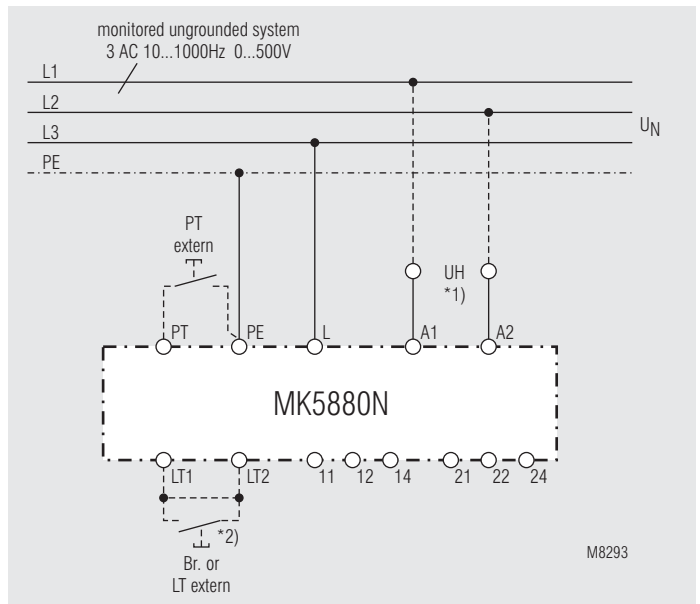 monitored ungrounded system
3 AC 10...1000Hz 0...500V
L1
L2
L3
UN
PE
PT
extern
UH
*1)
PT
PE
L
A1
A2
MK5880N
LT1
LT2
11
12
14
21
22
24
*2)
Br. or
LT extern
M8293